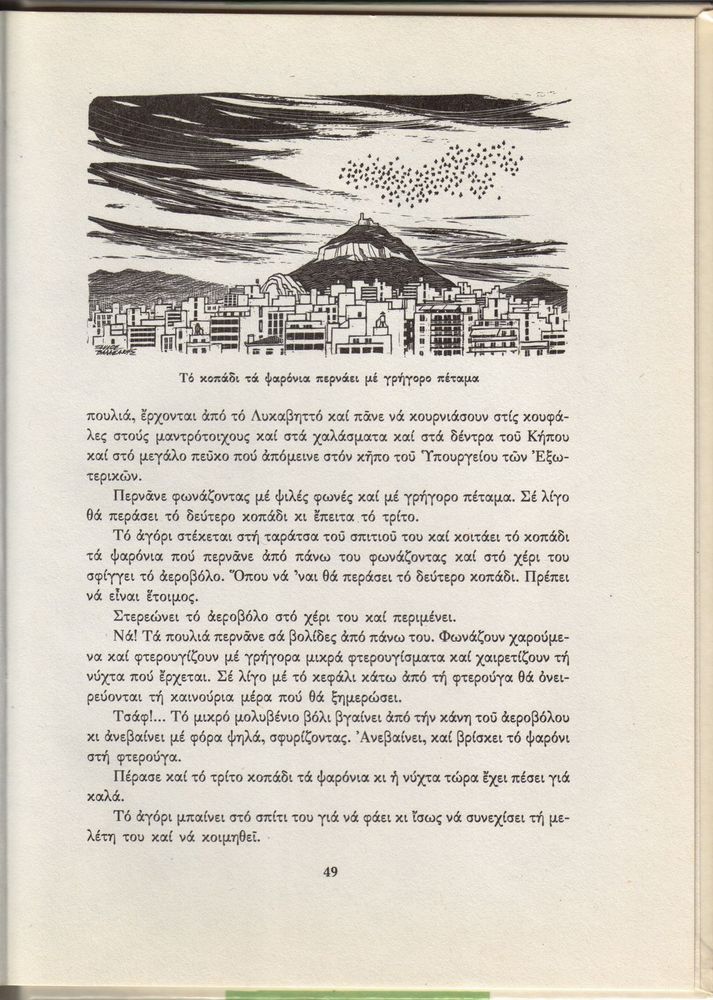 Τό κοπάδι τά ψαρόνια περνάει μέ γρήγορο πέταμα
πουλιά, ἔρχονται ἀπό τό Λυκαβηττό καί πᾶνε νά κουρνιάσουν στίς κουφά-
λες στούς μαντρότοιχους καί στά χαλάσματα καί στά δέντρα τοῦ Κήπου
καί στό μεγάλο πεῦκο πού ἀπόμεινε στόν κῆπο τοῦ Ὑπουργείου τῶν Ἐξω-
τερικῶν.
Περνᾶνε φωνάζοντας μέ ψιλές φωνές καί μέ γρήγορο πέταμα. Σέ λίγο
θά περάσει τό δεύτερο κοπάδι κι ἔπειτα τό τρίτο.
Τό ἀγόρι στέκεται στή ταράτσα τοῦ σπιτιοῦ του καί κοιτάει τό κοπάδι
τά ψαρόνια πού περνᾶνε ἀπό πάνω του φωνάζοντας καί στό χέρι του
σφίγγει τό ἀεροβόλο. Ὅπου νά 'ναι θά περάσει τό δεύτερο κοπάδι. Πρέπει
νά εἶναι ἕτοιμος.
Στερεώνει τό ἀεροβόλο στό χέρι του καί περιμένει.
Νά! Τά πουλιά περνᾶνε σά βολίδες ἀπό πάνω του. Φωνάζουν χαρούμε-
να καί φτερουγίζουν μέ γρήγορα μικρά φτερουγίσματα καί χαιρετίζουν τή
νύχτα πού ἔρχεται. Σέ λίγο μέ τό κεφάλι κάτω ἀπό τή φτερούγα θά ὀνει-
ρεύονται τή καινούρια μέρα πού θά ξημερώσει.
Τσάφ!... Τό μικρό μολυβένιο βόλι βγαίνει ἀπό τήν κάνη τοῦ ἀεροβόλου
κι ἀνεβαίνει μέ φόρα ψηλά, σφυρίζοντας. Ἀνεβαίνει, καί βρίσκει τό ψαρόνι
στή φτερούγα.
Πέρασε καί τό τρίτο κοπάδι τά ψαρόνια κι ἡ νύχτα τώρα ἔχει πέσει γιά
καλά.
Τό ἀγόρι μπαίνει στό σπίτι του γιά νά φάει κι ἴσως νά συνεχίσει τή με-
λέτη του καί νά κοιμηθεῖ.
49